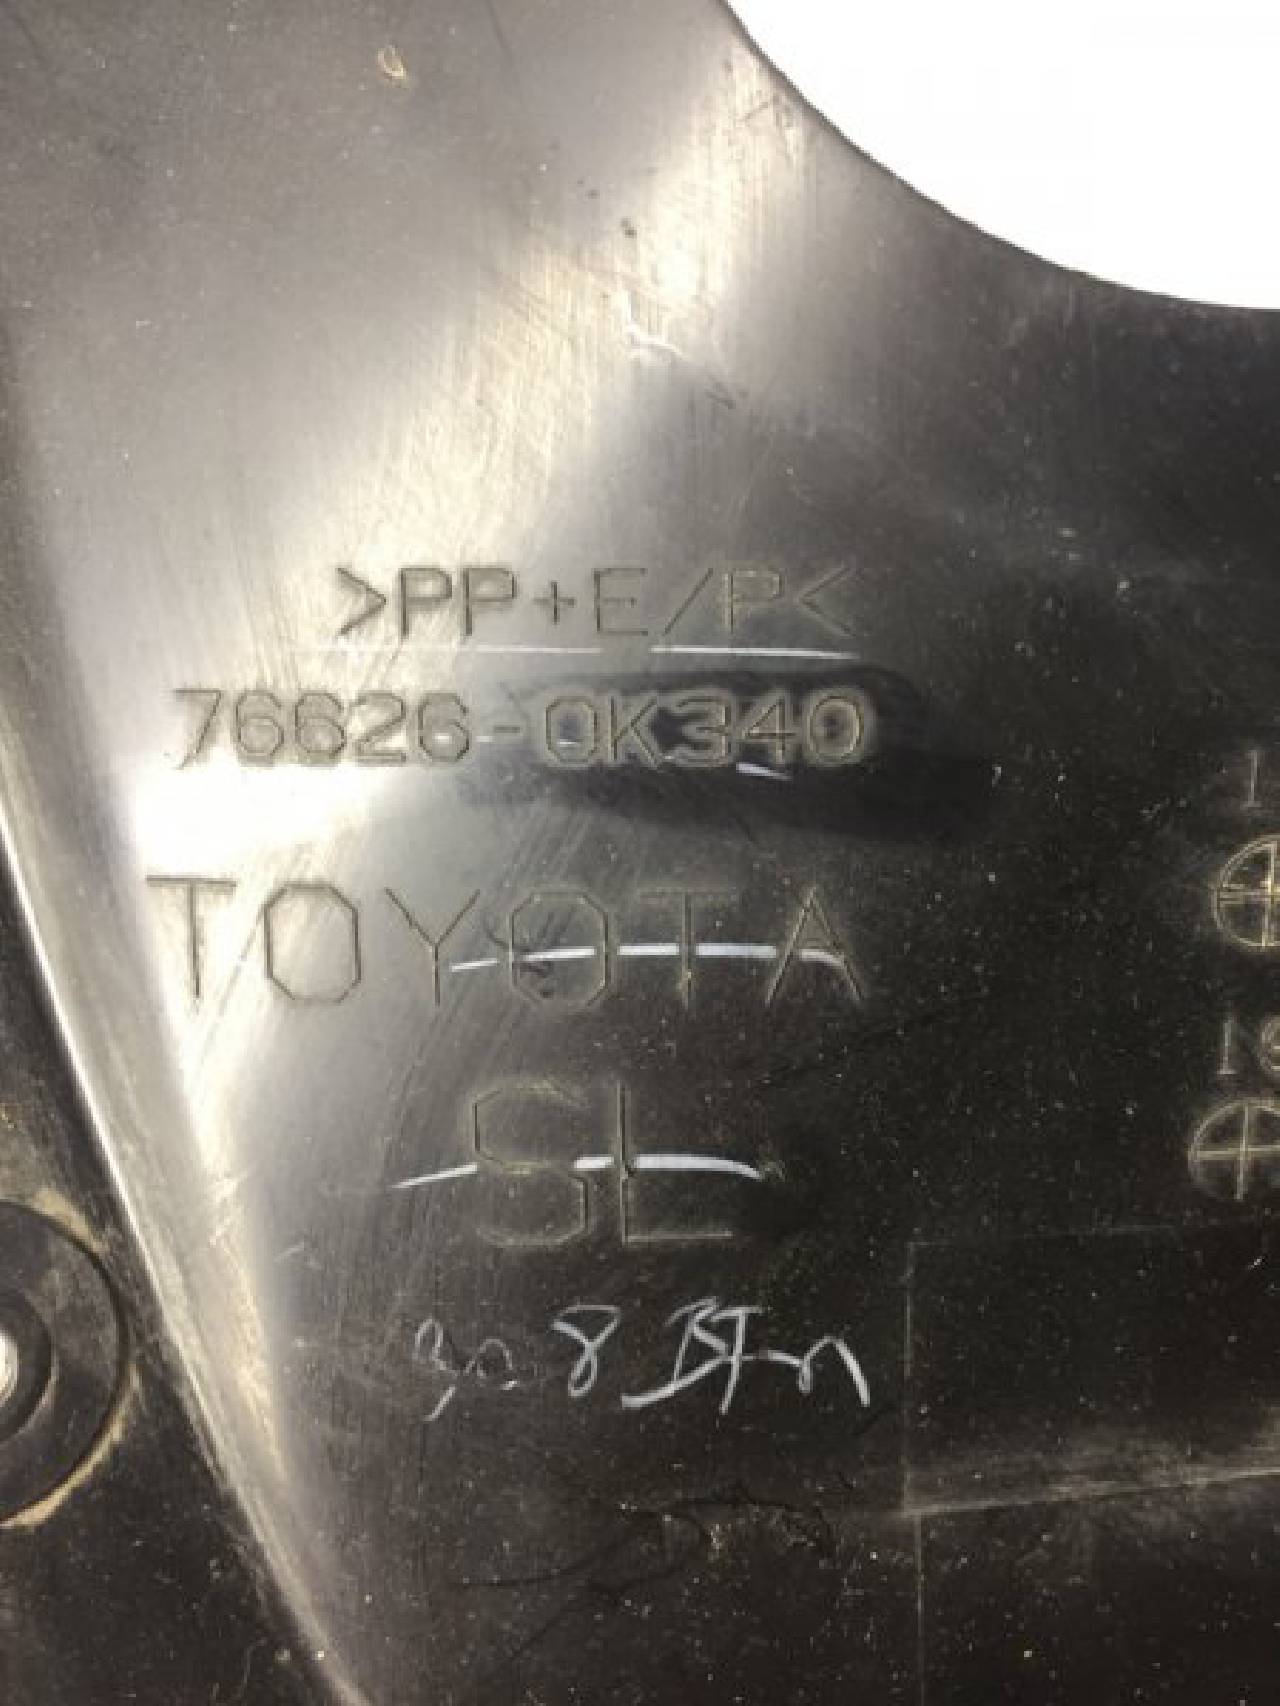 >PP+E/P<
76626-0K340
TOYOTA
SL